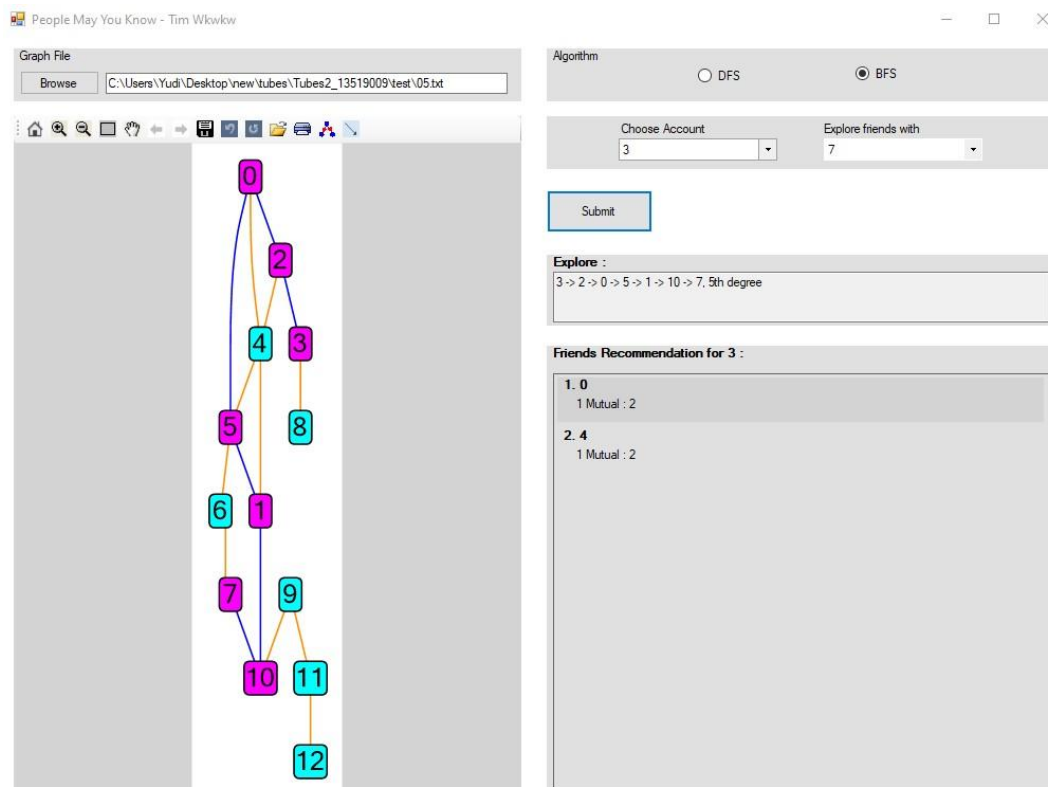 People May You Know - Tim Wkwkw
Graph File
Browse
C:\Users\Yudi\Desktop\new\tubes\Tubes2_13519009\test\05.txt
Algorithm
DFS
BFS
Choose Account
Explore friends with
3
7
Submit
Explore :
3 -> 2 -> 0 -> 5 -> 1 -> 10 -> 7, 5th degree
Friends Recommendation for 3 :
1. 0
1 Mutual : 2
2. 4
1 Mutual : 2
0
2
4
3
5
8
6
1
7
9
10
11
12